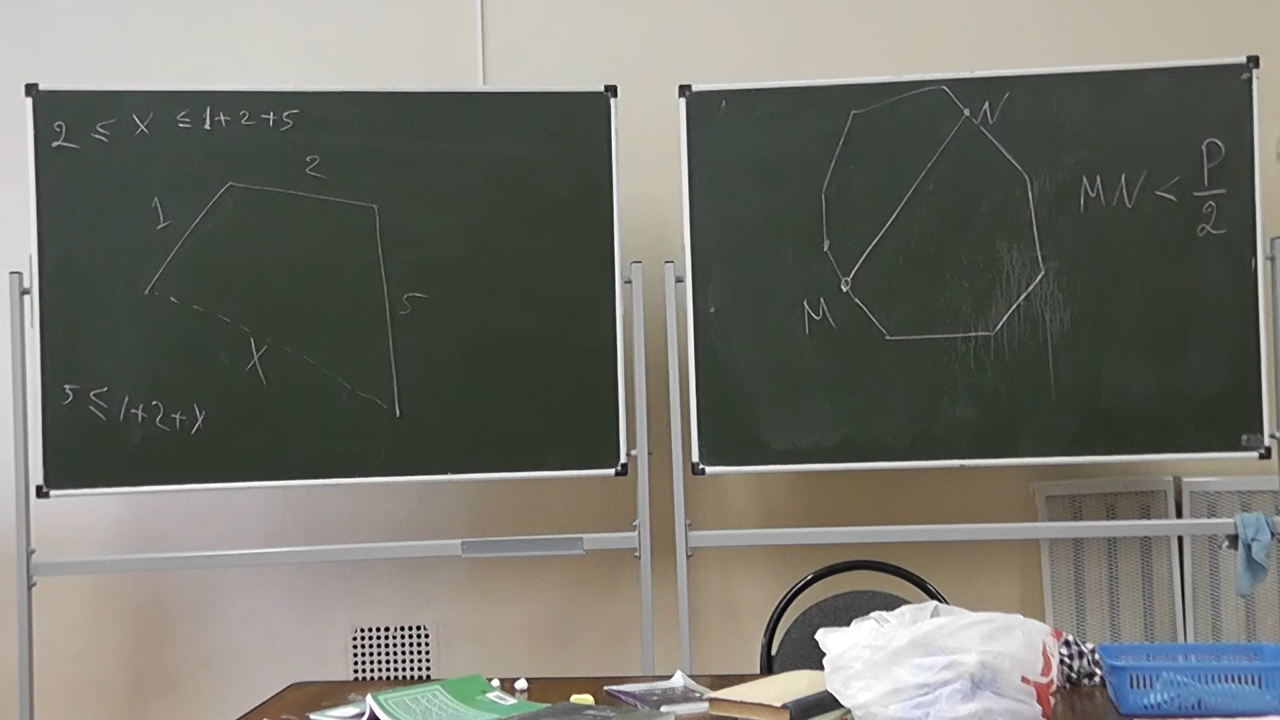 2 ≤ X ≤ 1+2+5
2
1
5
X
5 ≤ 1+2+X
N
MN < P/2
M